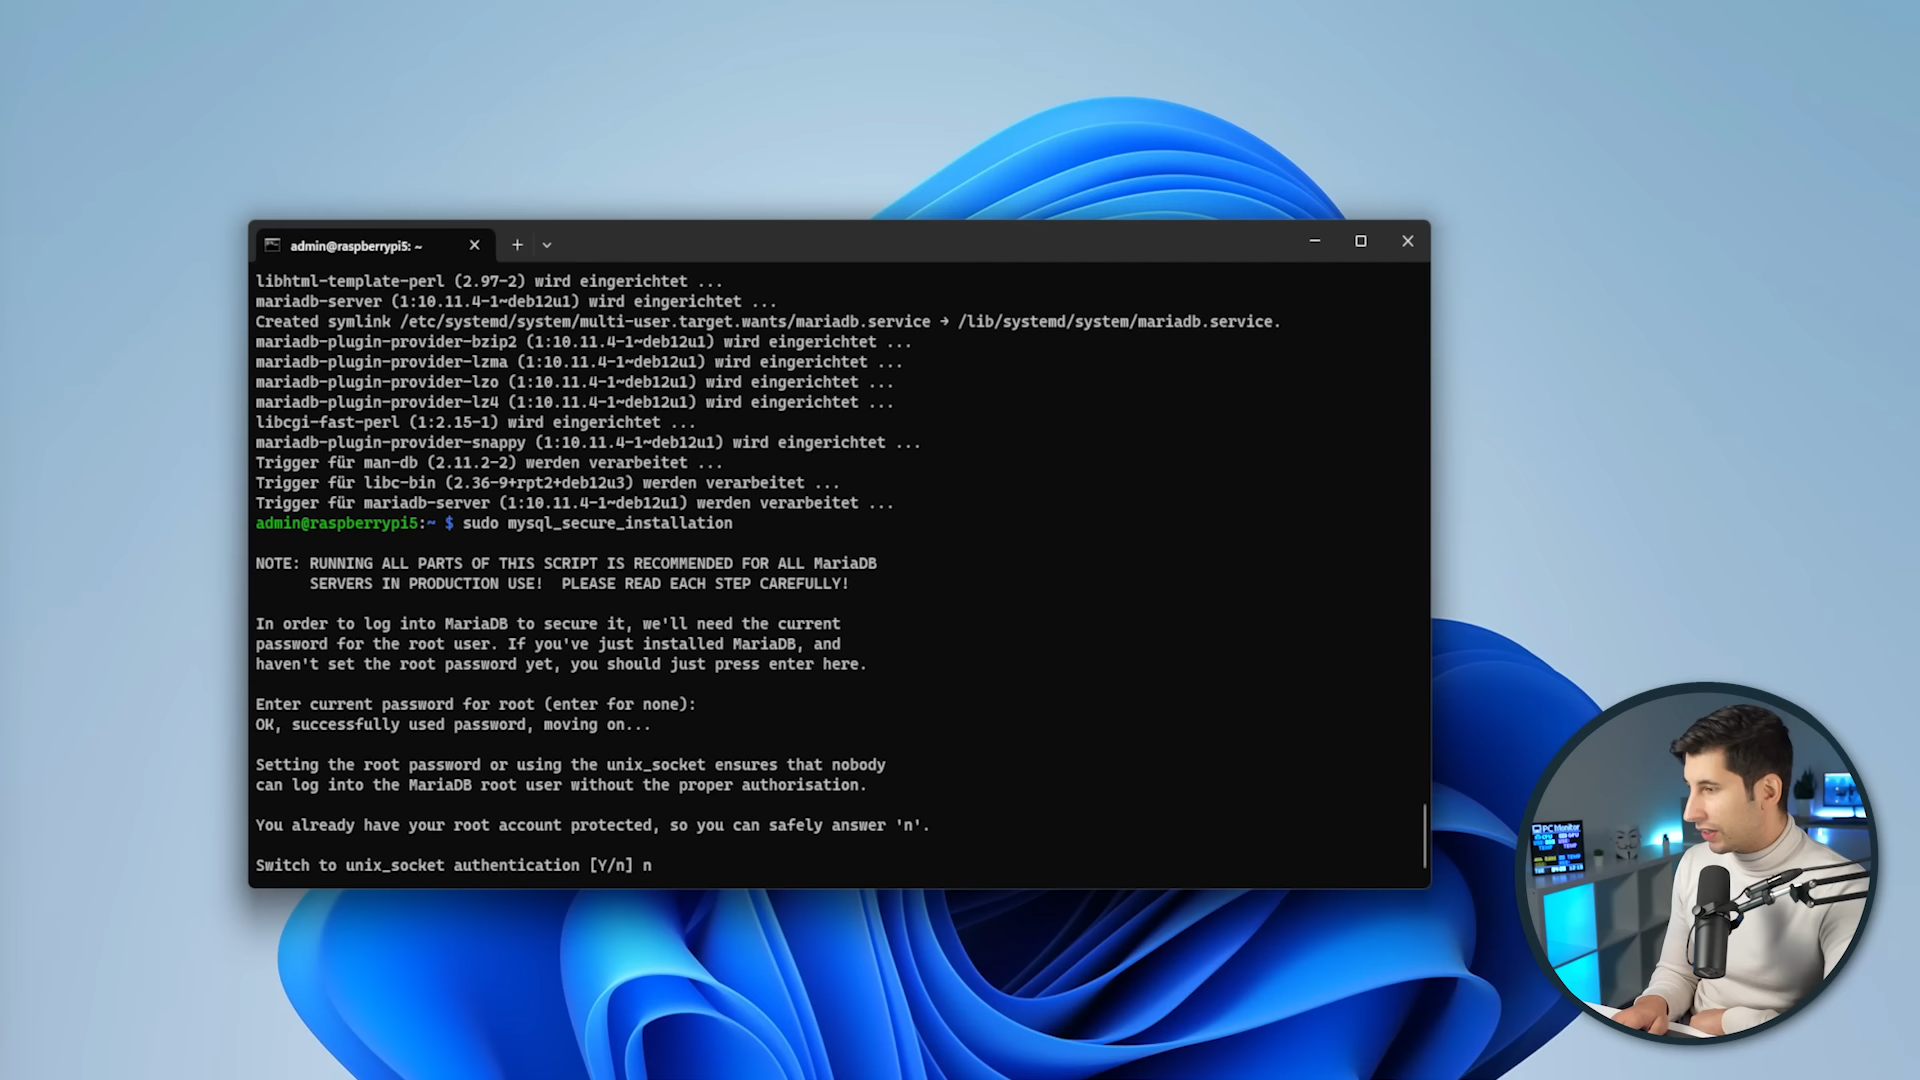 admin@raspberrypi5: ~
libhtml-template-perl (2.97-2) wird eingerichtet ...
mariadb-server (1:10.11.4-1~deb12u1) wird eingerichtet ...
Created symlink /etc/systemd/system/multi-user.target.wants/mariadb.service → /lib/systemd/system/mariadb.service.
mariadb-plugin-provider-bzip2 (1:10.11.4-1~deb12u1) wird eingerichtet ...
mariadb-plugin-provider-lzma (1:10.11.4-1~deb12u1) wird eingerichtet ...
mariadb-plugin-provider-lzo (1:10.11.4-1~deb12u1) wird eingerichtet ...
mariadb-plugin-provider-lz4 (1:10.11.4-1~deb12u1) wird eingerichtet ...
libcgi-fast-perl (1:2.15-1) wird eingerichtet ...
mariadb-plugin-provider-snappy (1:10.11.4-1~deb12u1) wird eingerichtet ...
Trigger für man-db (2.11.2-2) werden verarbeitet ...
Trigger für libc-bin (2.36-9+rpt2+deb12u3) werden verarbeitet ...
Trigger für mariadb-server (1:10.11.4-1~deb12u1) werden verarbeitet ...
admin@raspberrypi5:~ $ sudo mysql_secure_installation
NOTE: RUNNING ALL PARTS OF THIS SCRIPT IS RECOMMENDED FOR ALL MariaDB
SERVERS IN PRODUCTION USE!  PLEASE READ EACH STEP CAREFULLY!
In order to log into MariaDB to secure it, we'll need the current
password for the root user. If you've just installed MariaDB, and
haven't set the root password yet, you should just press enter here.
Enter current password for root (enter for none):
OK, successfully used password, moving on...
Setting the root password or using the unix_socket ensures that nobody
can log into the MariaDB root user without the proper authorisation.
You already have your root account protected, so you can safely answer 'n'.
Switch to unix_socket authentication [Y/n] n
PC Monitor